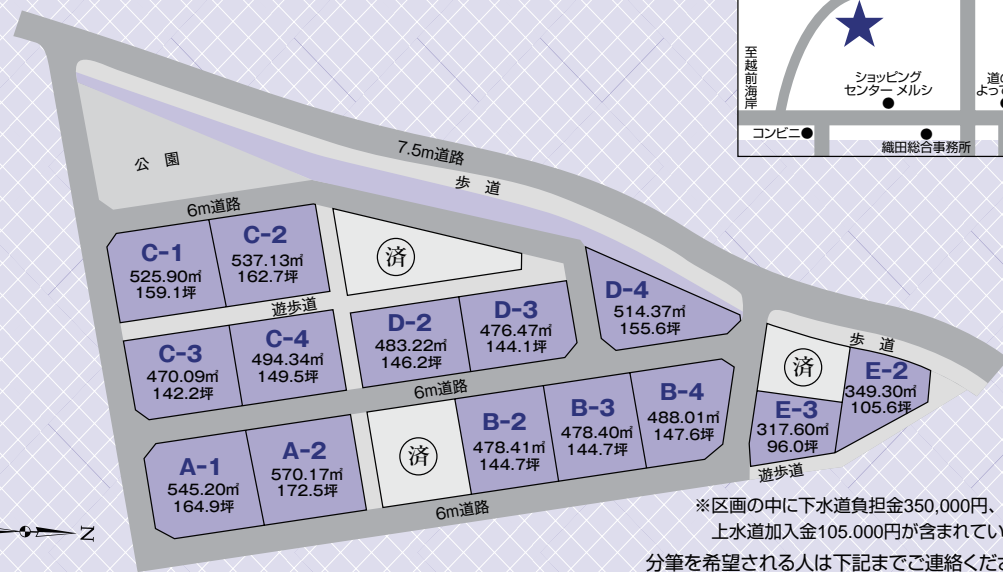 至越前海岸
ショッピング
センター メルシ
道の
よって
コンビニ
織田総合事務所
公 園
7.5m道路
歩 道
6m道路
C-1
525.90㎡
159.1坪
C-2
537.13㎡
162.7坪
済
遊歩道
C-3
470.09㎡
142.2坪
C-4
494.34㎡
149.5坪
D-2
483.22㎡
146.2坪
D-3
476.47㎡
144.1坪
D-4
514.37㎡
155.6坪
6m道路
済
歩 道
E-2
349.30㎡
105.6坪
E-3
317.60㎡
96.0坪
遊歩道
A-1
545.20㎡
164.9坪
A-2
570.17㎡
172.5坪
済
B-2
478.41㎡
144.7坪
B-3
478.40㎡
144.7坪
B-4
488.01㎡
147.6坪
6m道路
N
※区画の中に下水道負担金350,000円、
上水道加入金105.000円が含まれてい
分筆を希望される人は下記までご連絡くださ